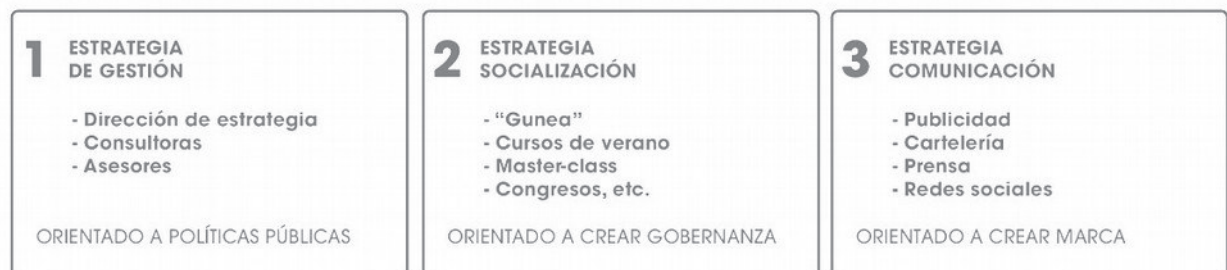 1 ESTRATEGIA
DE GESTIÓN
- Dirección de estrategia
- Consultoras
- Asesores
ORIENTADO A POLÍTICAS PÚBLICAS
2 ESTRATEGIA
SOCIALIZACIÓN
- “Gunea”
- Cursos de verano
- Master-class
- Congresos, etc.
ORIENTADO A CREAR GOBERNANZA
3 ESTRATEGIA
COMUNICACIÓN
- Publicidad
- Cartelería
- Prensa
- Redes sociales
ORIENTADO A CREAR MARCA